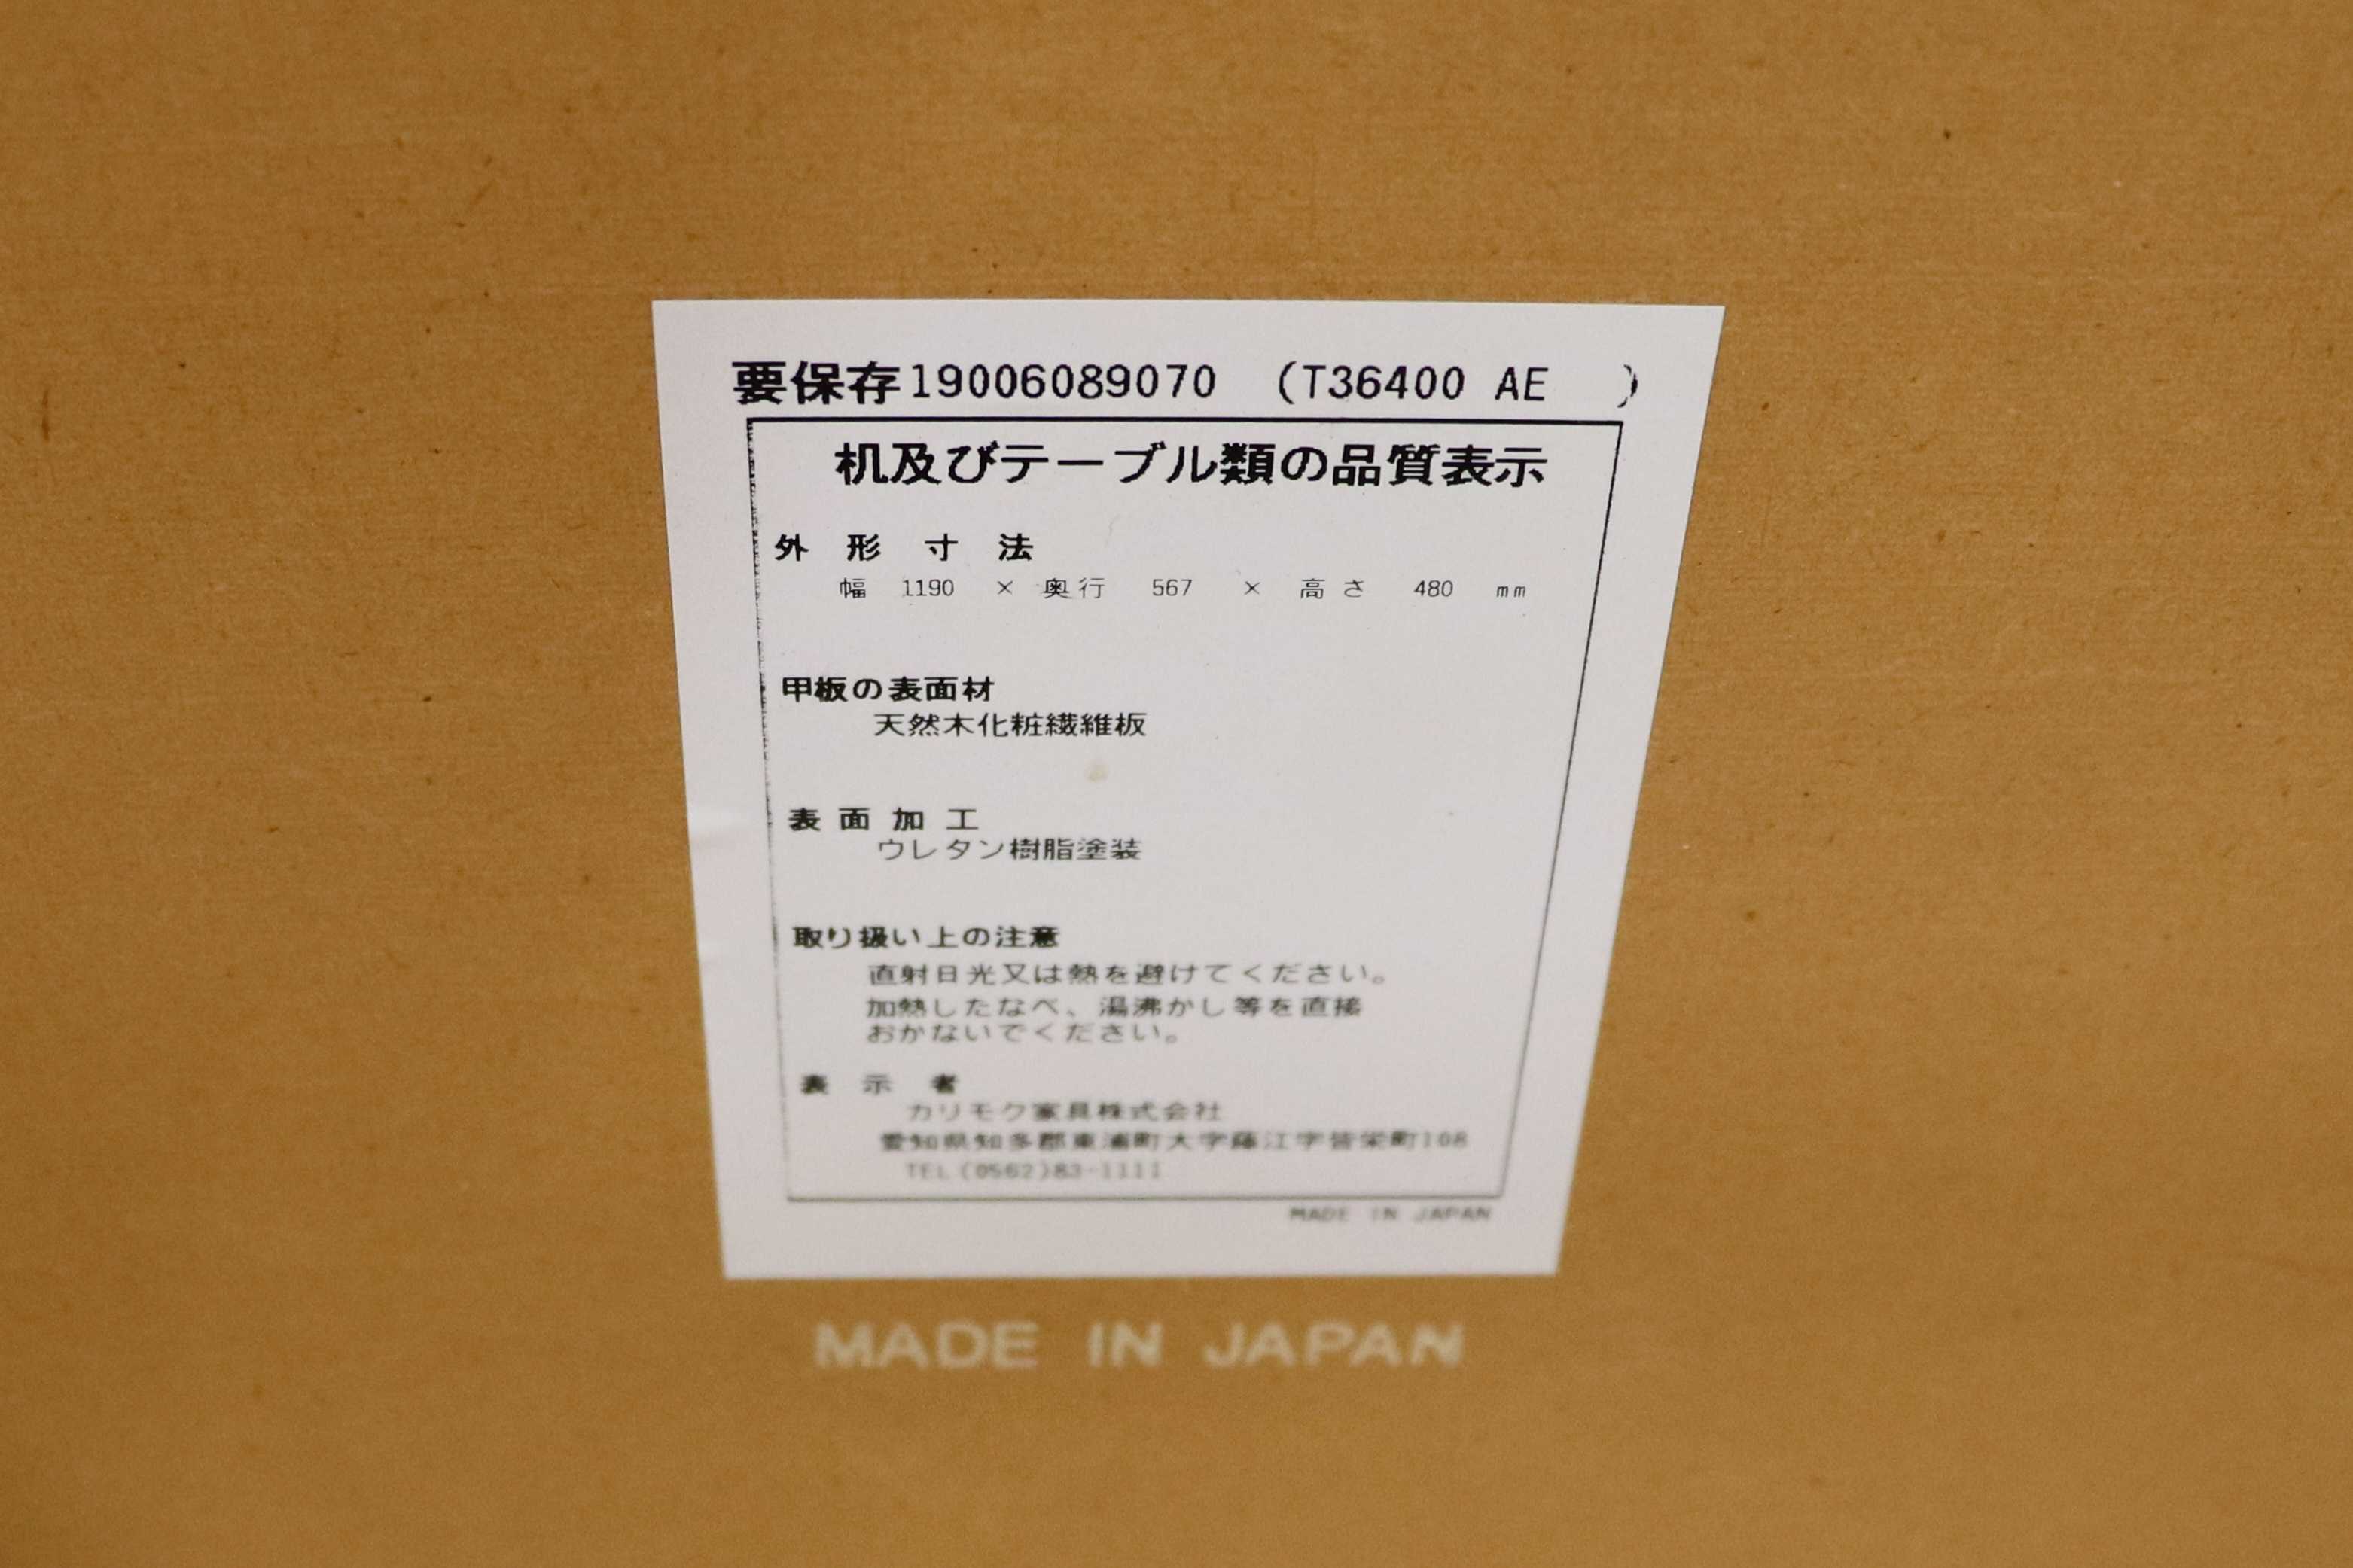 要保存19006089070 (T36400 AE )
机及びテーブル類の品質表示
外形寸法
幅 1190 × 奥行 567 × 高さ 480 mm
甲板の表面材
天然木化粧繊維板
表面加工
ウレタン樹脂塗装
取り扱い上の注意
直射日光又は熱を避けてください。
加熱したなべ、湯沸かし等を直接
おかないでください。
表示者
カリモク家具株式会社
愛知県知多郡東浦町大字藤江字皆栄町108
TEL(0562)83-1111
MADE IN JAPAN
MADE IN JAPAN